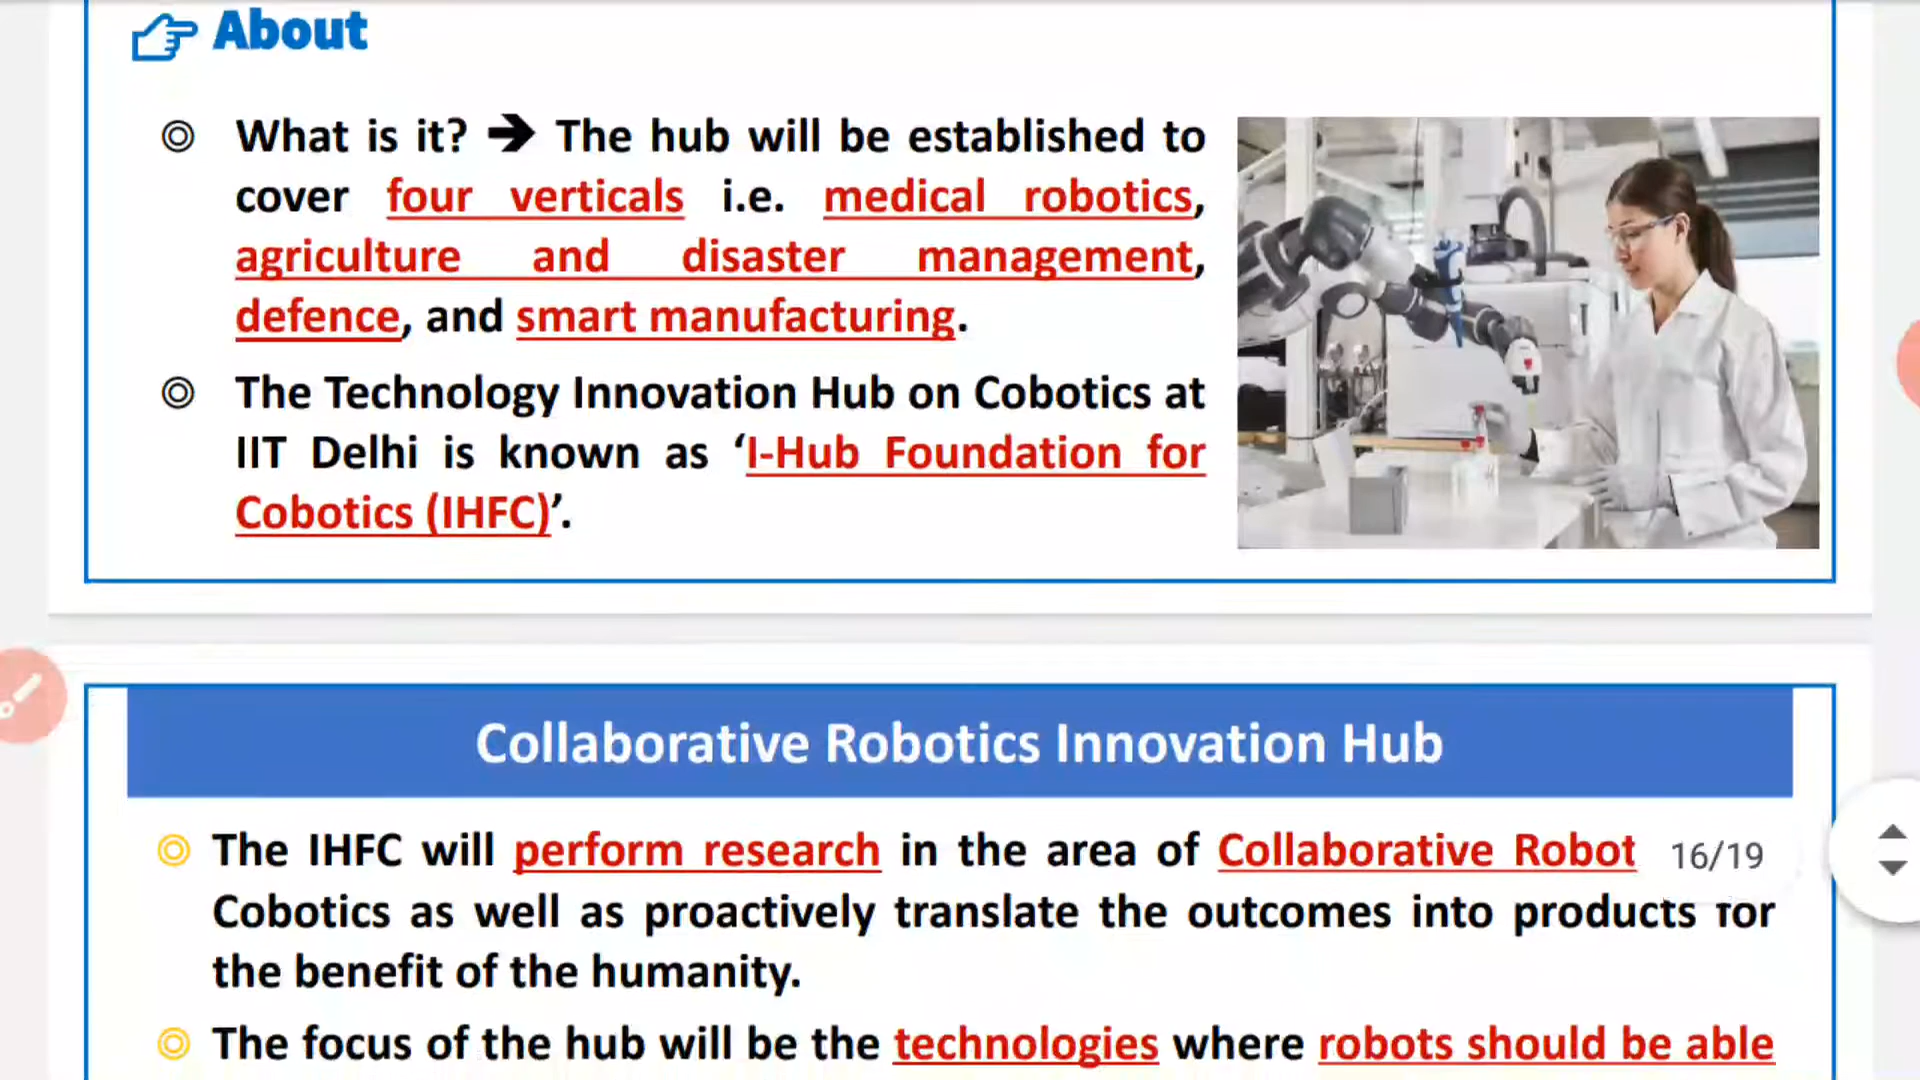 About
What is it? ➔ The hub will be established to
cover four verticals i.e. medical robotics,
agriculture and disaster management,
defence, and smart manufacturing.
The Technology Innovation Hub on Cobotics at
IIT Delhi is known as ‘I-Hub Foundation for
Cobotics (IHFC)’.
Collaborative Robotics Innovation Hub
The IHFC will perform research in the area of Collaborative Robot
16/19
Cobotics as well as proactively translate the outcomes into products for
the benefit of the humanity.
The focus of the hub will be the technologies where robots should be able